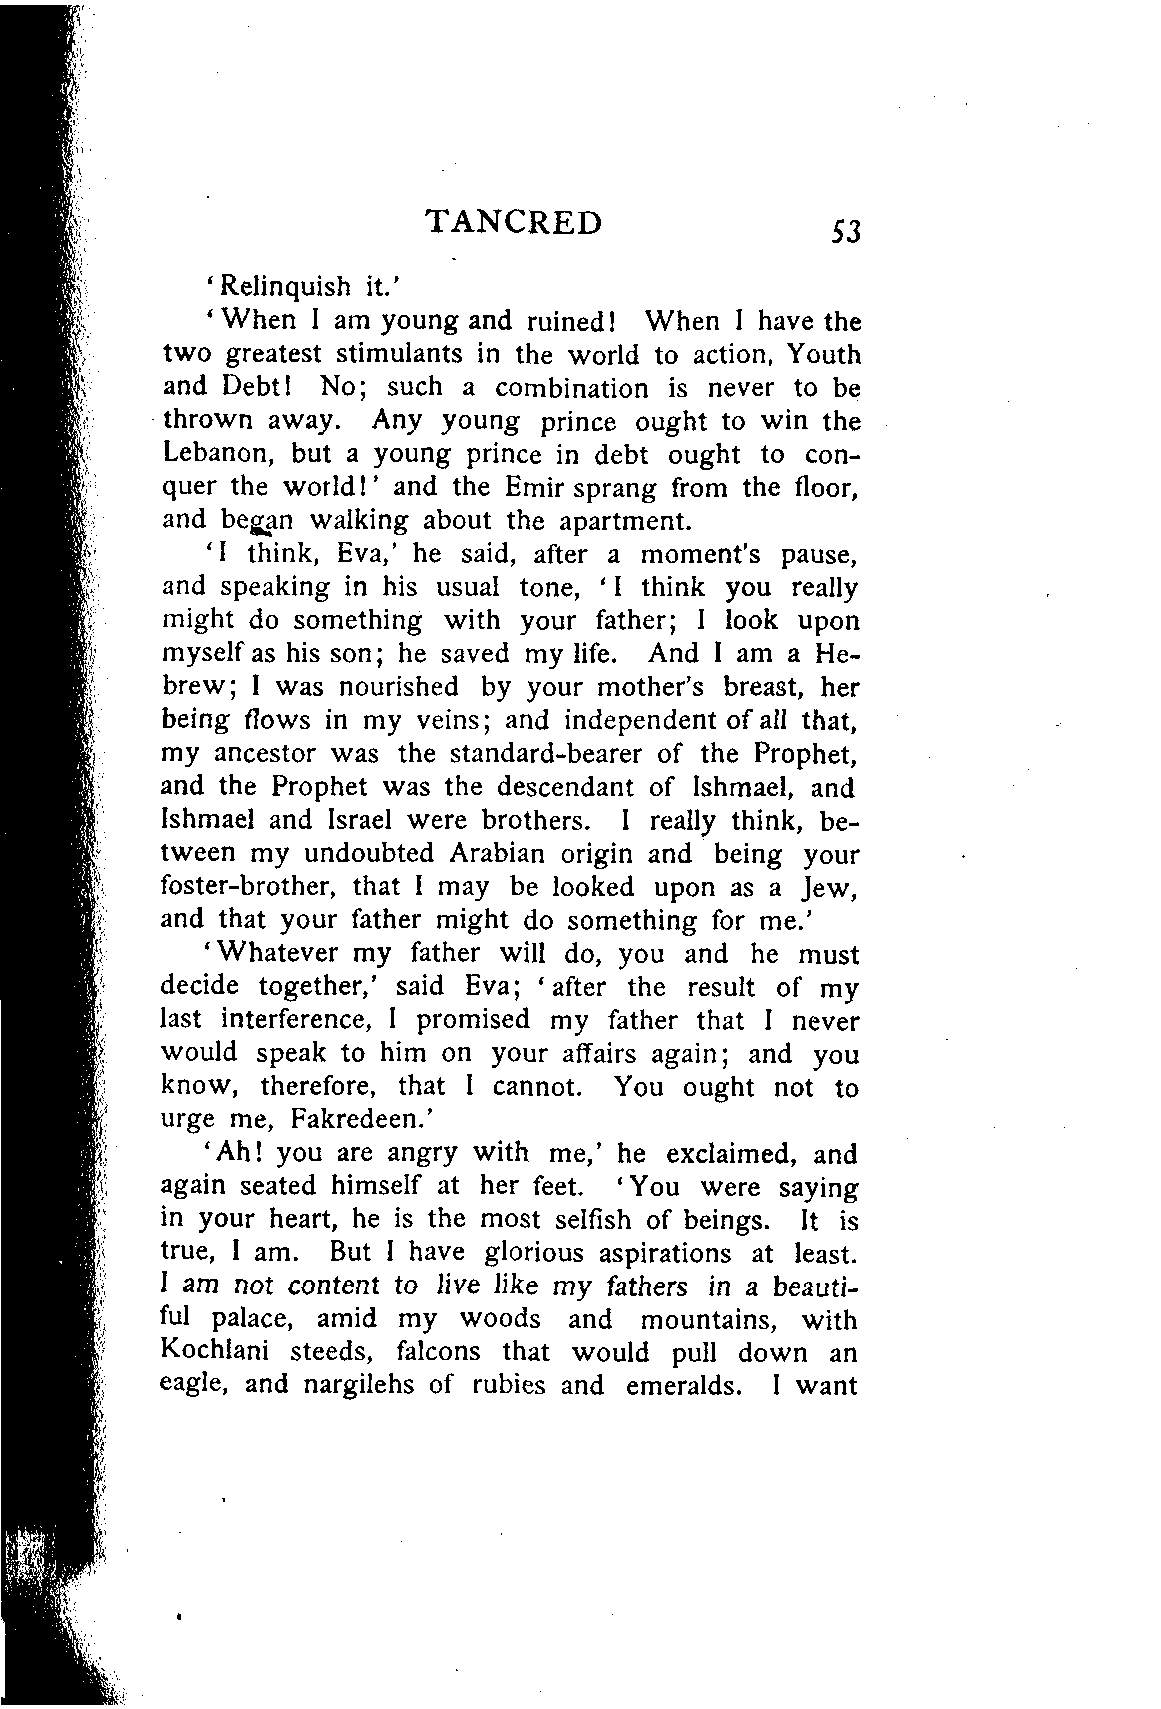 TANCRED 53
‘Relinquish it.’
‘When I am young and ruined! When I have the
two greatest stimulants in the world to action, Youth
and Debt! No; such a combination is never to be
thrown away. Any young prince ought to win the
Lebanon, but a young prince in debt ought to con-
quer the world!’ and the Emir sprang from the floor,
and began walking about the apartment.
‘I think, Eva,’ he said, after a moment's pause,
and speaking in his usual tone, ‘I think you really
might do something with your father; I look upon
myself as his son; he saved my life. And I am a He-
brew; I was nourished by your mother's breast, her
being flows in my veins; and independent of all that,
my ancestor was the standard-bearer of the Prophet,
and the Prophet was the descendant of Ishmael, and
Ishmael and Israel were brothers. I really think, be-
tween my undoubted Arabian origin and being your
foster-brother, that I may be looked upon as a Jew,
and that your father might do something for me.’
‘Whatever my father will do, you and he must
decide together,’ said Eva; ‘after the result of my
last interference, I promised my father that I never
would speak to him on your affairs again; and you
know, therefore, that I cannot. You ought not to
urge me, Fakredeen.’
‘Ah! you are angry with me,’ he exclaimed, and
again seated himself at her feet. ‘You were saying
in your heart, he is the most selfish of beings. It is
true, I am. But I have glorious aspirations at least.
I am not content to live like my fathers in a beauti-
ful palace, amid my woods and mountains, with
Kochlani steeds, falcons that would pull down an
eagle, and nargilehs of rubies and emeralds. I want